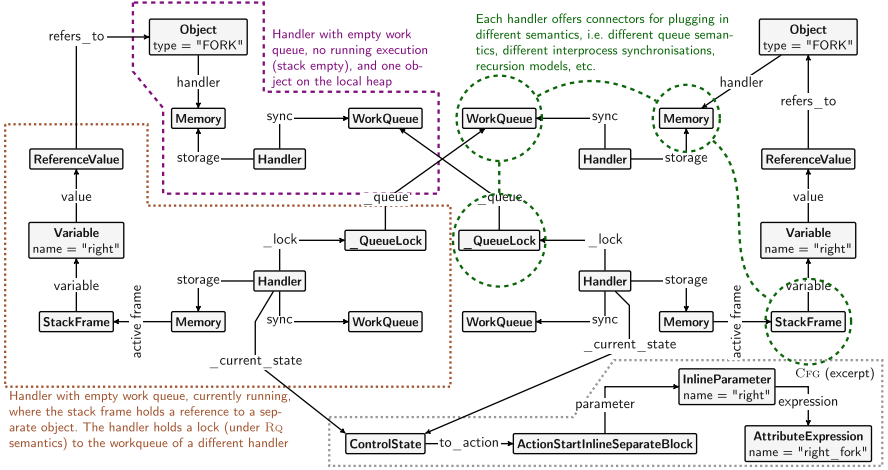 Object
type = "FORK"
refers_to
Handler with empty work
queue, no running execution
(stack empty), and one ob-
ject on the local heap
Each handler offers connectors for plugging in
different semantics, i.e. different queue seman-
tics, different interprocess synchronisations,
recursion models, etc.
Object
type = "FORK"
handler
handler
refers_to
Memory
sync
WorkQueue
WorkQueue
sync
Memory
storage
Handler
Handler
storage
ReferenceValue
ReferenceValue
value
_queue
_queue
value
Variable
name = "right"
_lock
_QueueLock
_QueueLock
_lock
Variable
name = "right"
variable
storage
Handler
Handler
storage
variable
StackFrame
active_frame
Memory
sync
WorkQueue
WorkQueue
sync
Memory
active_frame
StackFrame
_current_state
_current_state
CFG (excerpt)
Handler with empty work queue, currently running,
where the stack frame holds a reference to a sep-
arate object. The handler holds a lock (under RQ
semantics) to the workqueue of a different handler
InlineParameter
name = "right"
parameter
expression
ControlState
to_action
ActionStartInlineSeparateBlock
AttributeExpression
name = "right_fork"